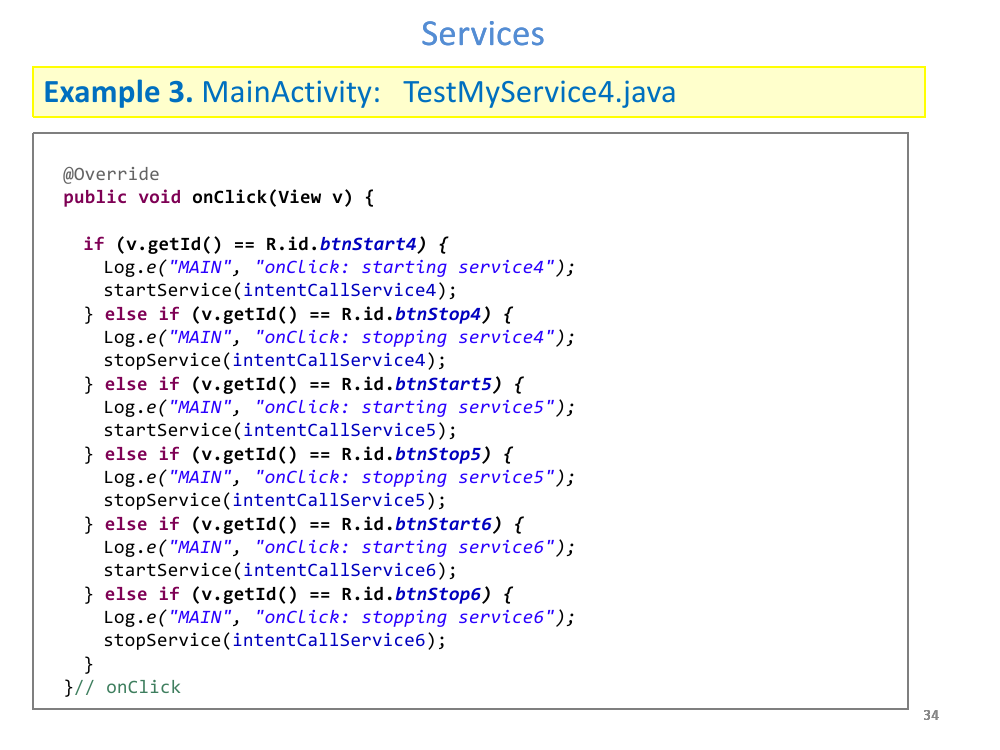 Services
Example 3. MainActivity: TestMyService4.java
@Override
public void onClick(View v) {
if (v.getId() == R.id.btnStart4) {
Log.e("MAIN", "onClick: starting service4");
startService(intentCallService4);
} else if (v.getId() == R.id.btnStop4) {
Log.e("MAIN", "onClick: stopping service4");
stopService(intentCallService4);
} else if (v.getId() == R.id.btnStart5) {
Log.e("MAIN", "onClick: starting service5");
startService(intentCallService5);
} else if (v.getId() == R.id.btnStop5) {
Log.e("MAIN", "onClick: stopping service5");
stopService(intentCallService5);
} else if (v.getId() == R.id.btnStart6) {
Log.e("MAIN", "onClick: starting service6");
startService(intentCallService6);
} else if (v.getId() == R.id.btnStop6) {
Log.e("MAIN", "onClick: stopping service6");
stopService(intentCallService6);
}
}// onClick
34